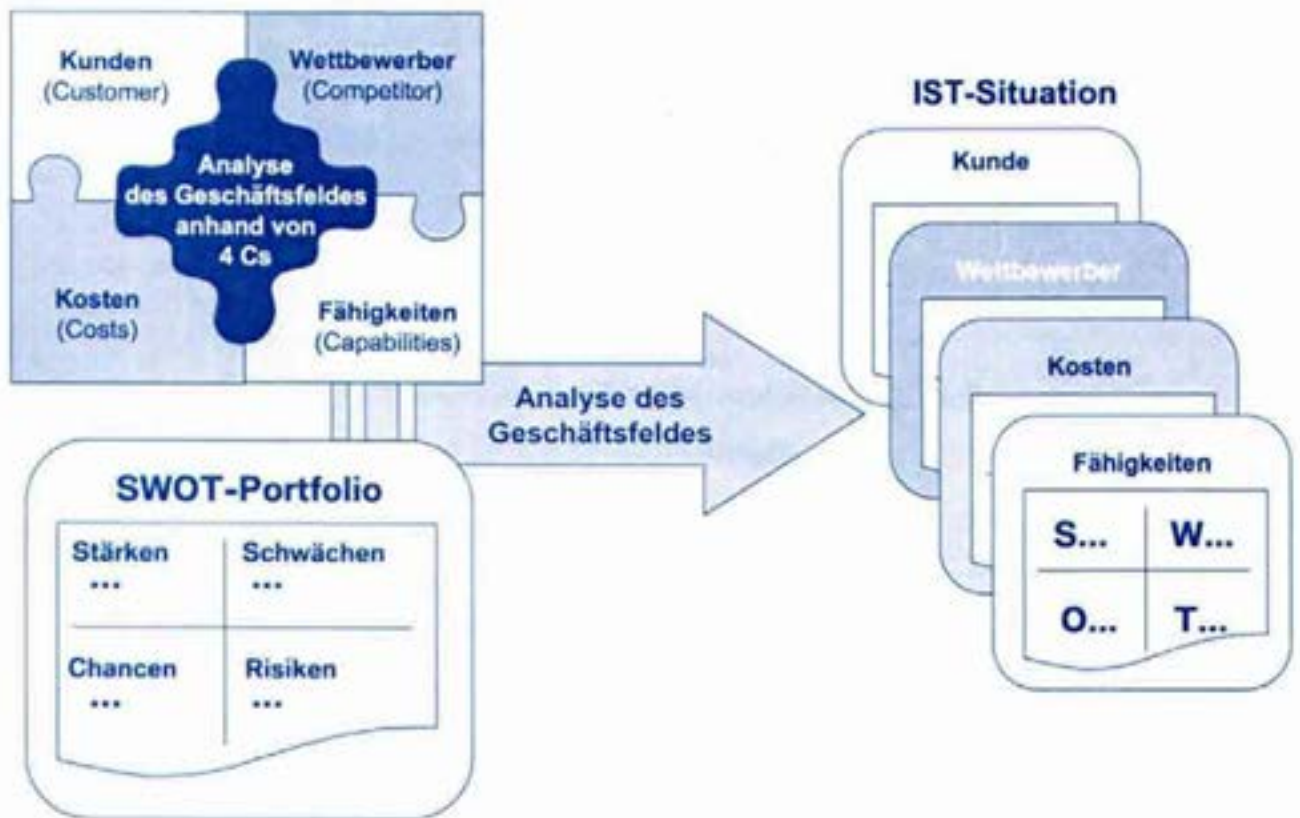 Kunden
(Customer)
Wettbewerber
(Competitor)
Analyse
des Geschäftsfeldes
anhand von
4 Cs
Kosten
(Costs)
Fähigkeiten
(Capabilities)
SWOT-Portfolio
Stärken
...
Schwächen
...
Chancen
...
Risiken
...
Analyse des
Geschäftsfeldes
IST-Situation
Kunde
Wettbewerber
Kosten
Fähigkeiten
S...
W...
O...
T...